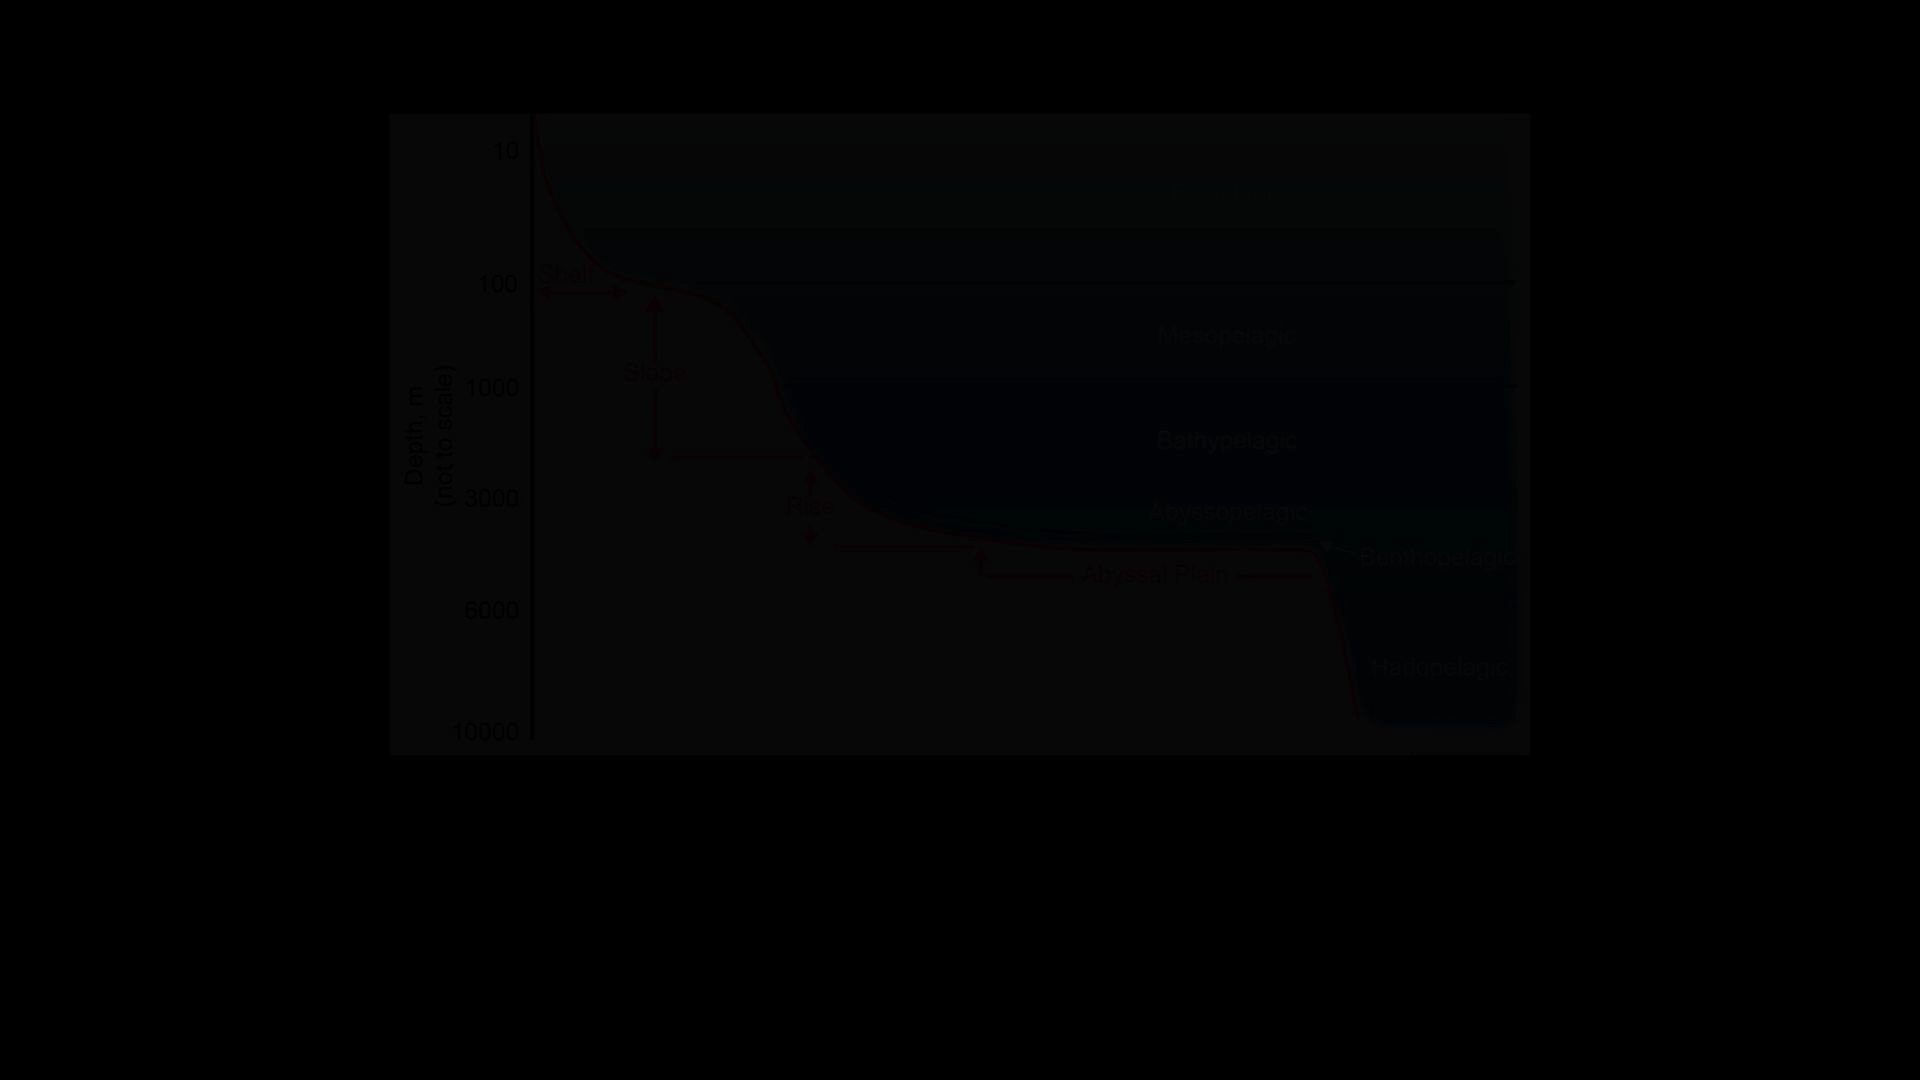 10
100
Shelf
Mesopelagic
Slope
1000
Depth, m
(not to scale)
Bathypelagic
3000
Rise
Abyssopelagic
Benthopelagic
Abyssal Plain
6000
Hadopelagic
10000